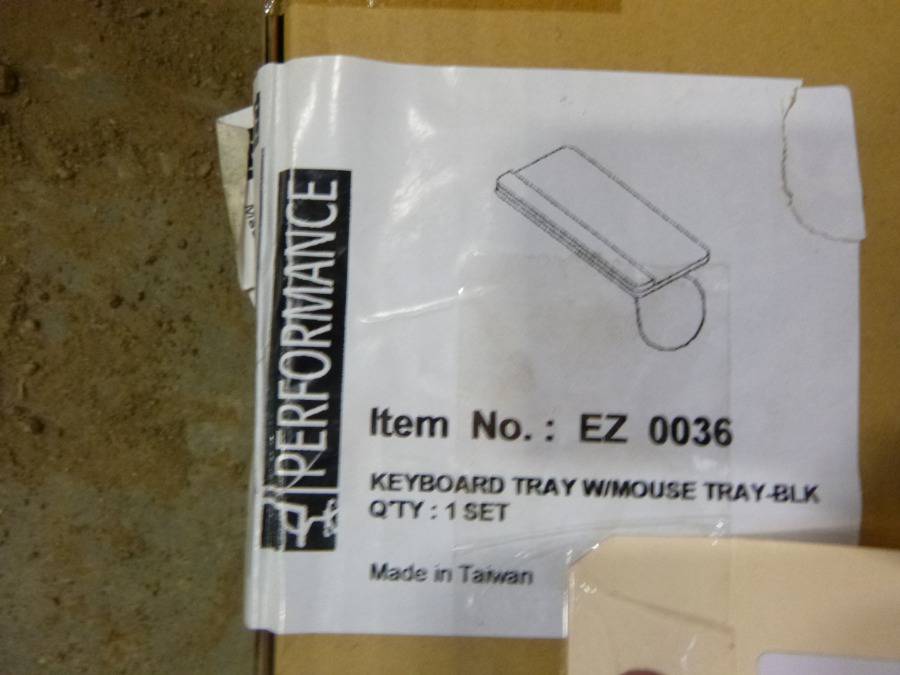 PERFORMANCE
Item No. : EZ 0036
KEYBOARD TRAY W/MOUSE TRAY-BLK
Q'TY : 1 SET
Made in Taiwan